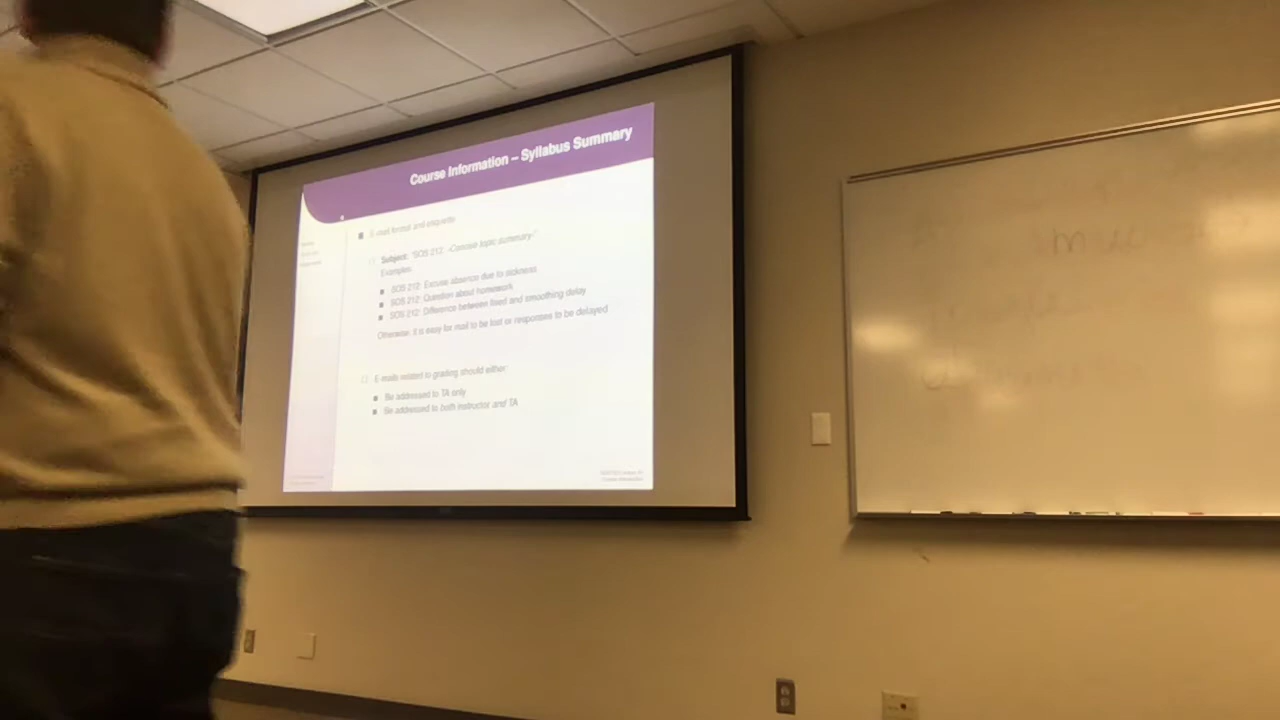 Course Information – Syllabus Summary
E-mail format and etiquette
Subject: "SOS 212: <Concise topic summary>"
Examples:
SOS 212: Excuse absence due to sickness
SOS 212: Question about homework
SOS 212: Difference between fixed and smoothing delay
Otherwise, it is easy for mail to be lost or responses to be delayed
E-mails related to grading should either:
Be addressed to TA only
Be addressed to both instructor and TA